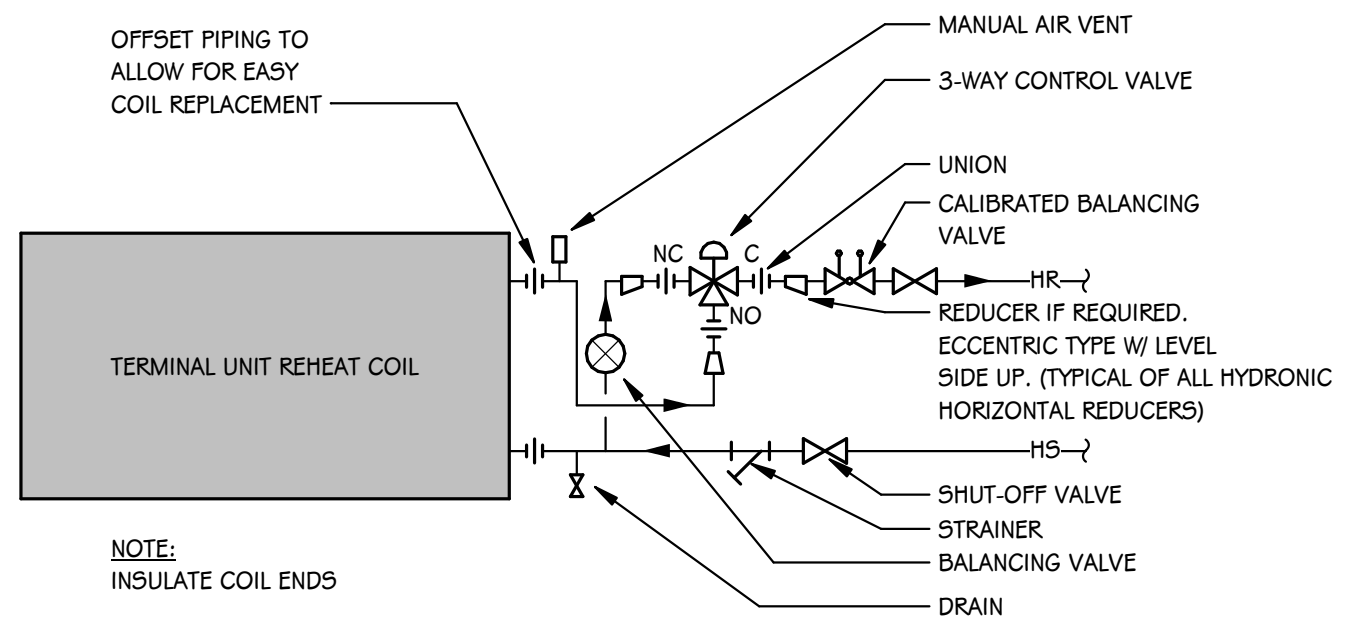 OFFSET PIPING TO
ALLOW FOR EASY
COIL REPLACEMENT
MANUAL AIR VENT
3-WAY CONTROL VALVE
UNION
CALIBRATED BALANCING
VALVE
NC
C
NO
HR
REDUCER IF REQUIRED.
ECCENTRIC TYPE W/ LEVEL
SIDE UP. (TYPICAL OF ALL HYDRONIC
HORIZONTAL REDUCERS)
TERMINAL UNIT REHEAT COIL
HS
SHUT-OFF VALVE
STRAINER
BALANCING VALVE
DRAIN
NOTE:
INSULATE COIL ENDS